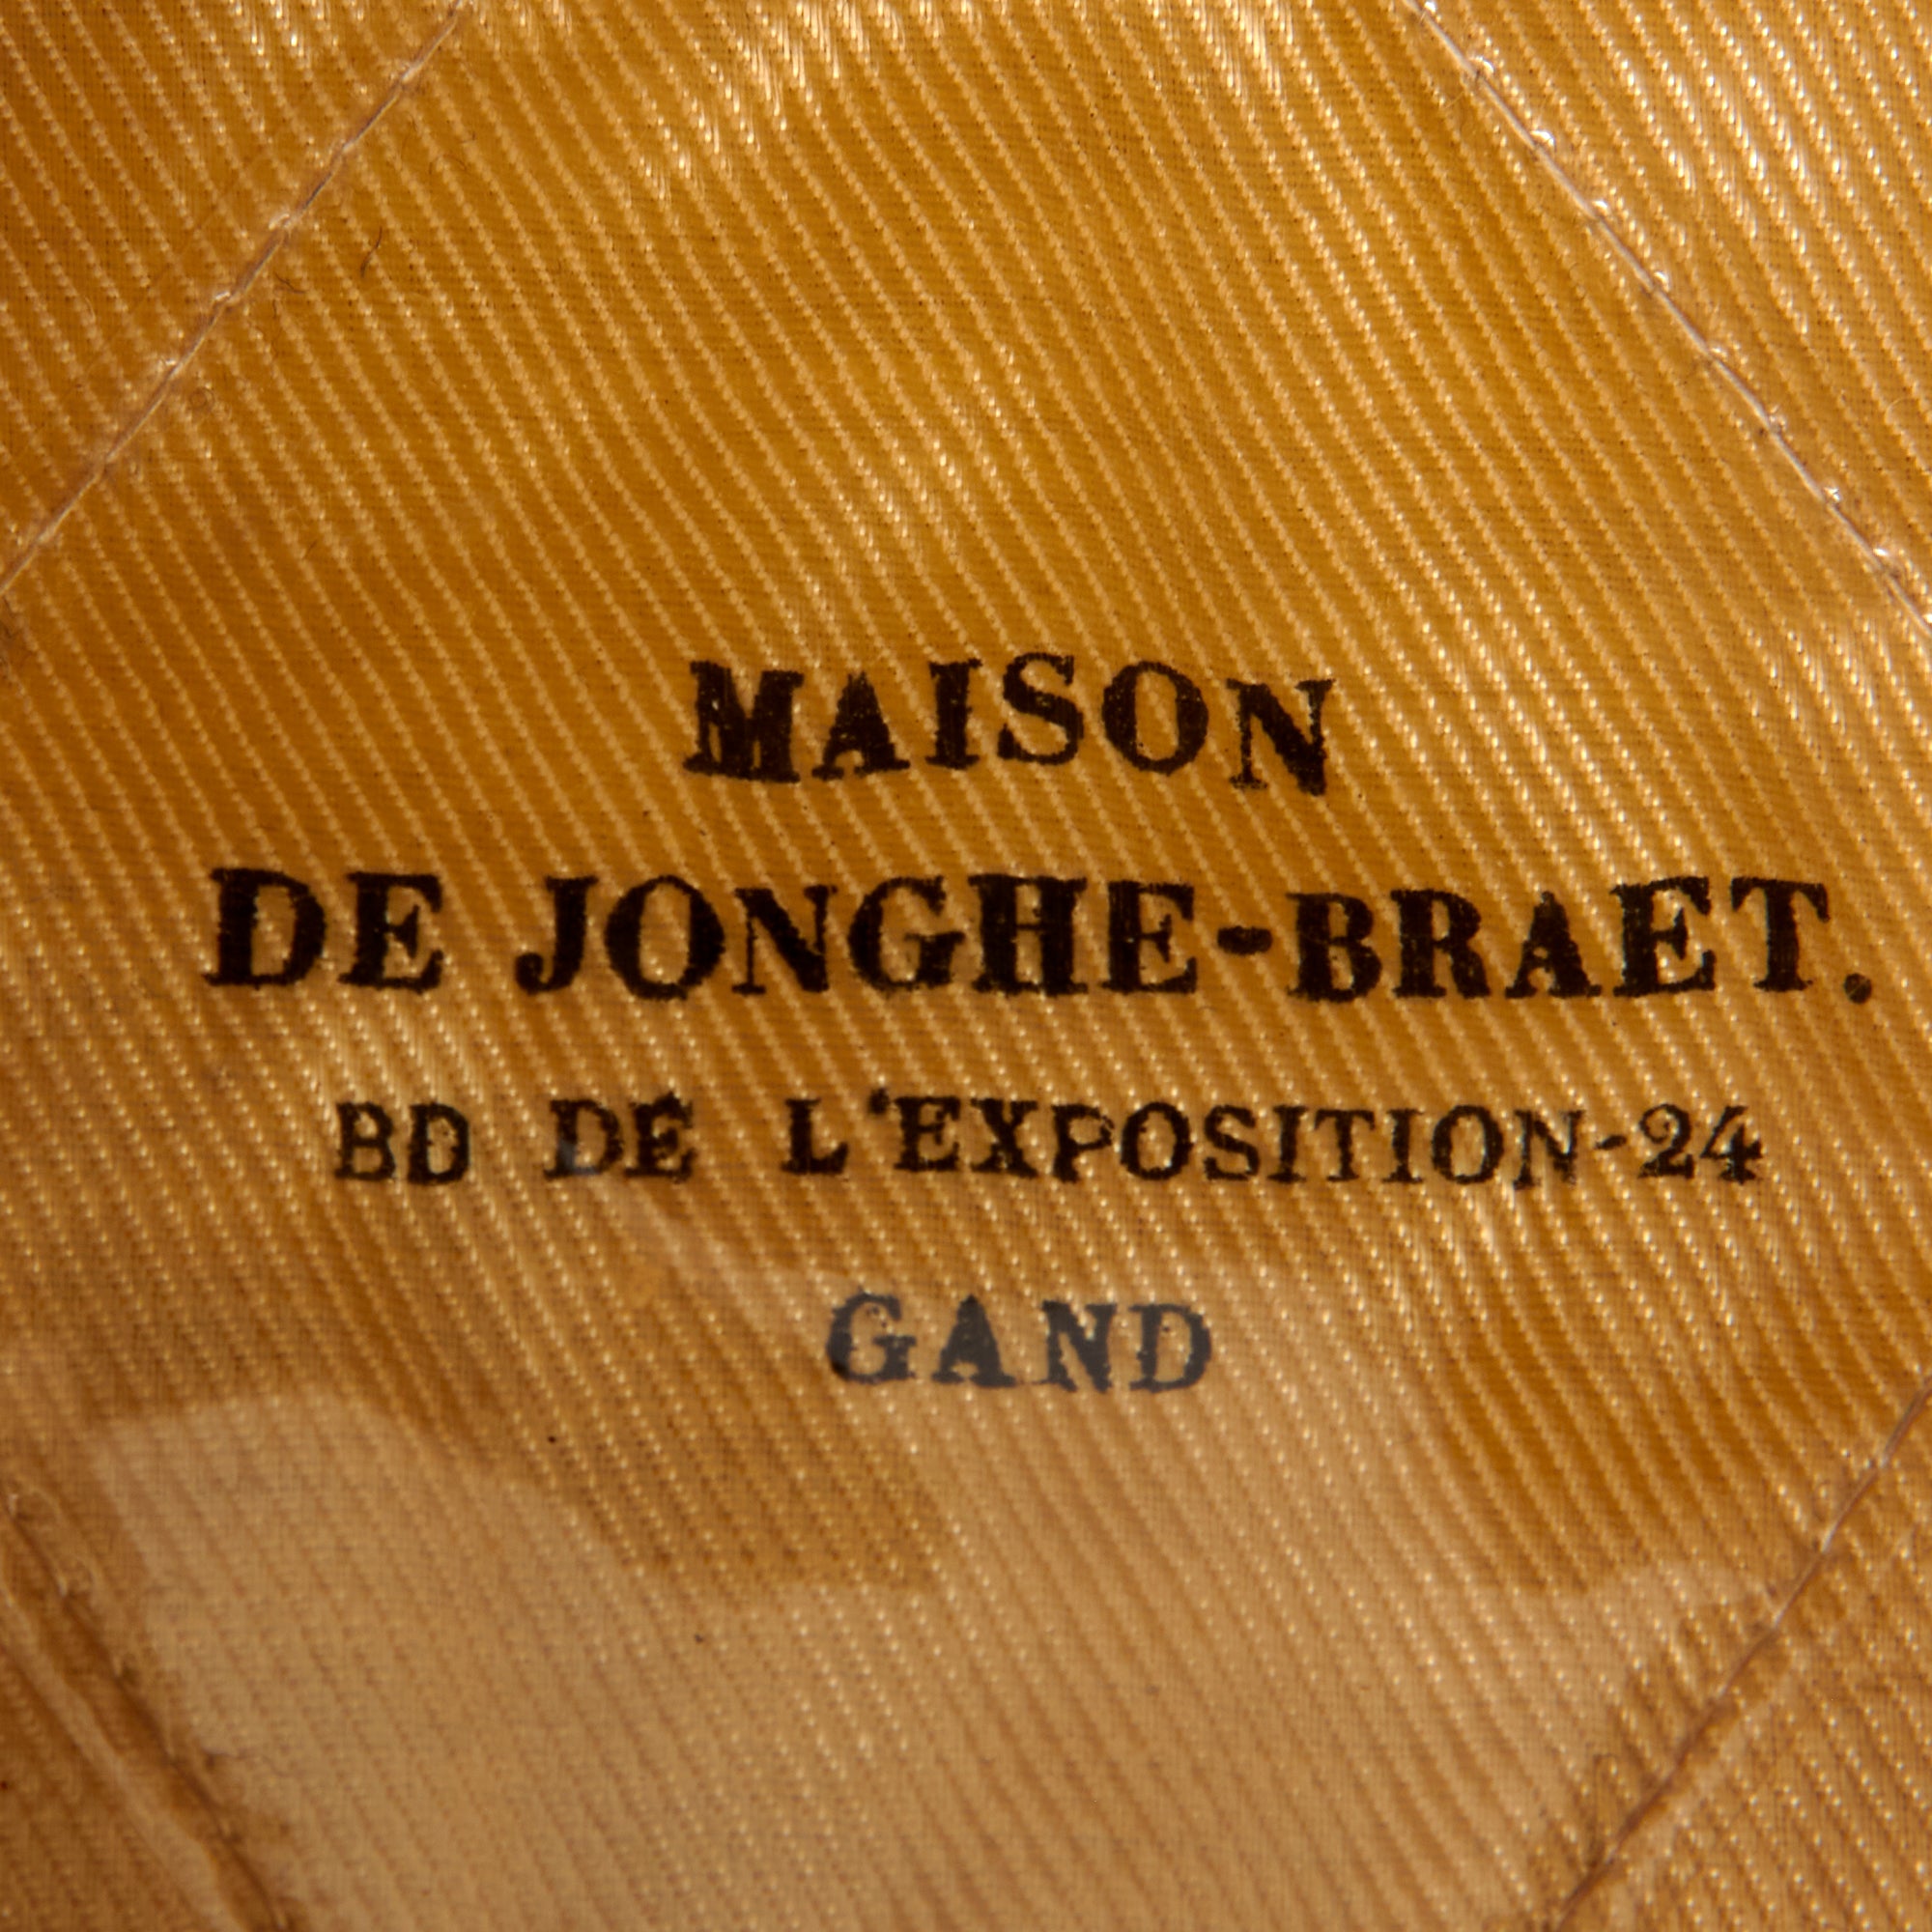 MAISON
DE JONGHE-BRAET.
BD DE L'EXPOSITION-24
GAND